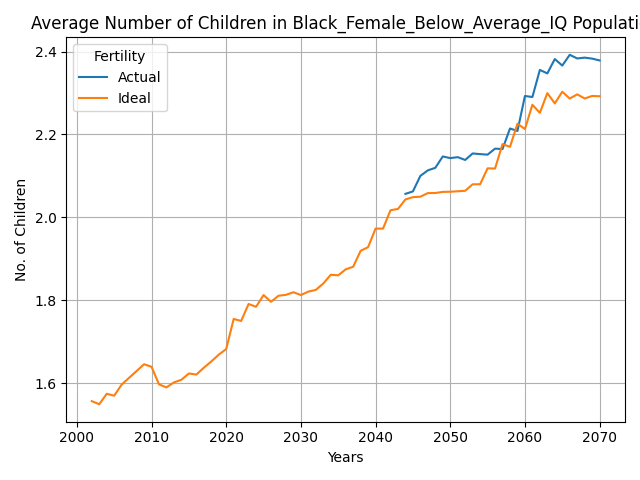 Average Number of Children in Black_Female_Below_Average_IQ Populati
Fertility
Actual
Ideal
2.4
2.2
2.0
1.8
1.6
No. of Children
2000 2010 2020 2030 2040 2050 2060 2070
Years